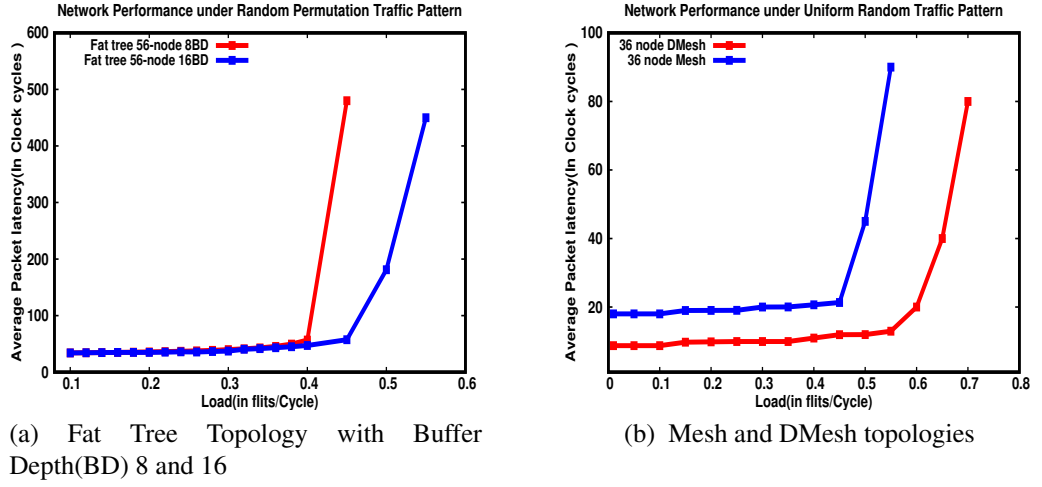 Network Performance under Random Permutation Traffic Pattern
600
500
400
300
200
100
0
Average Packet latency(In Clock cycles )
Fat tree 56-node 8BD
Fat tree 56-node 16BD
0.1 0.2 0.3 0.4 0.5 0.6
Load(in flits/Cycle)
(a) Fat Tree Topology with Buffer
Depth(BD) 8 and 16
Network Performance under Uniform Random Traffic Pattern
100
80
60
40
20
Average Packet latency(In Clock cycles )
36 node DMesh
36 node Mesh
0 0.1 0.2 0.3 0.4 0.5 0.6 0.7 0.8
Load(in flits/Cycle)
(b) Mesh and DMesh topologies